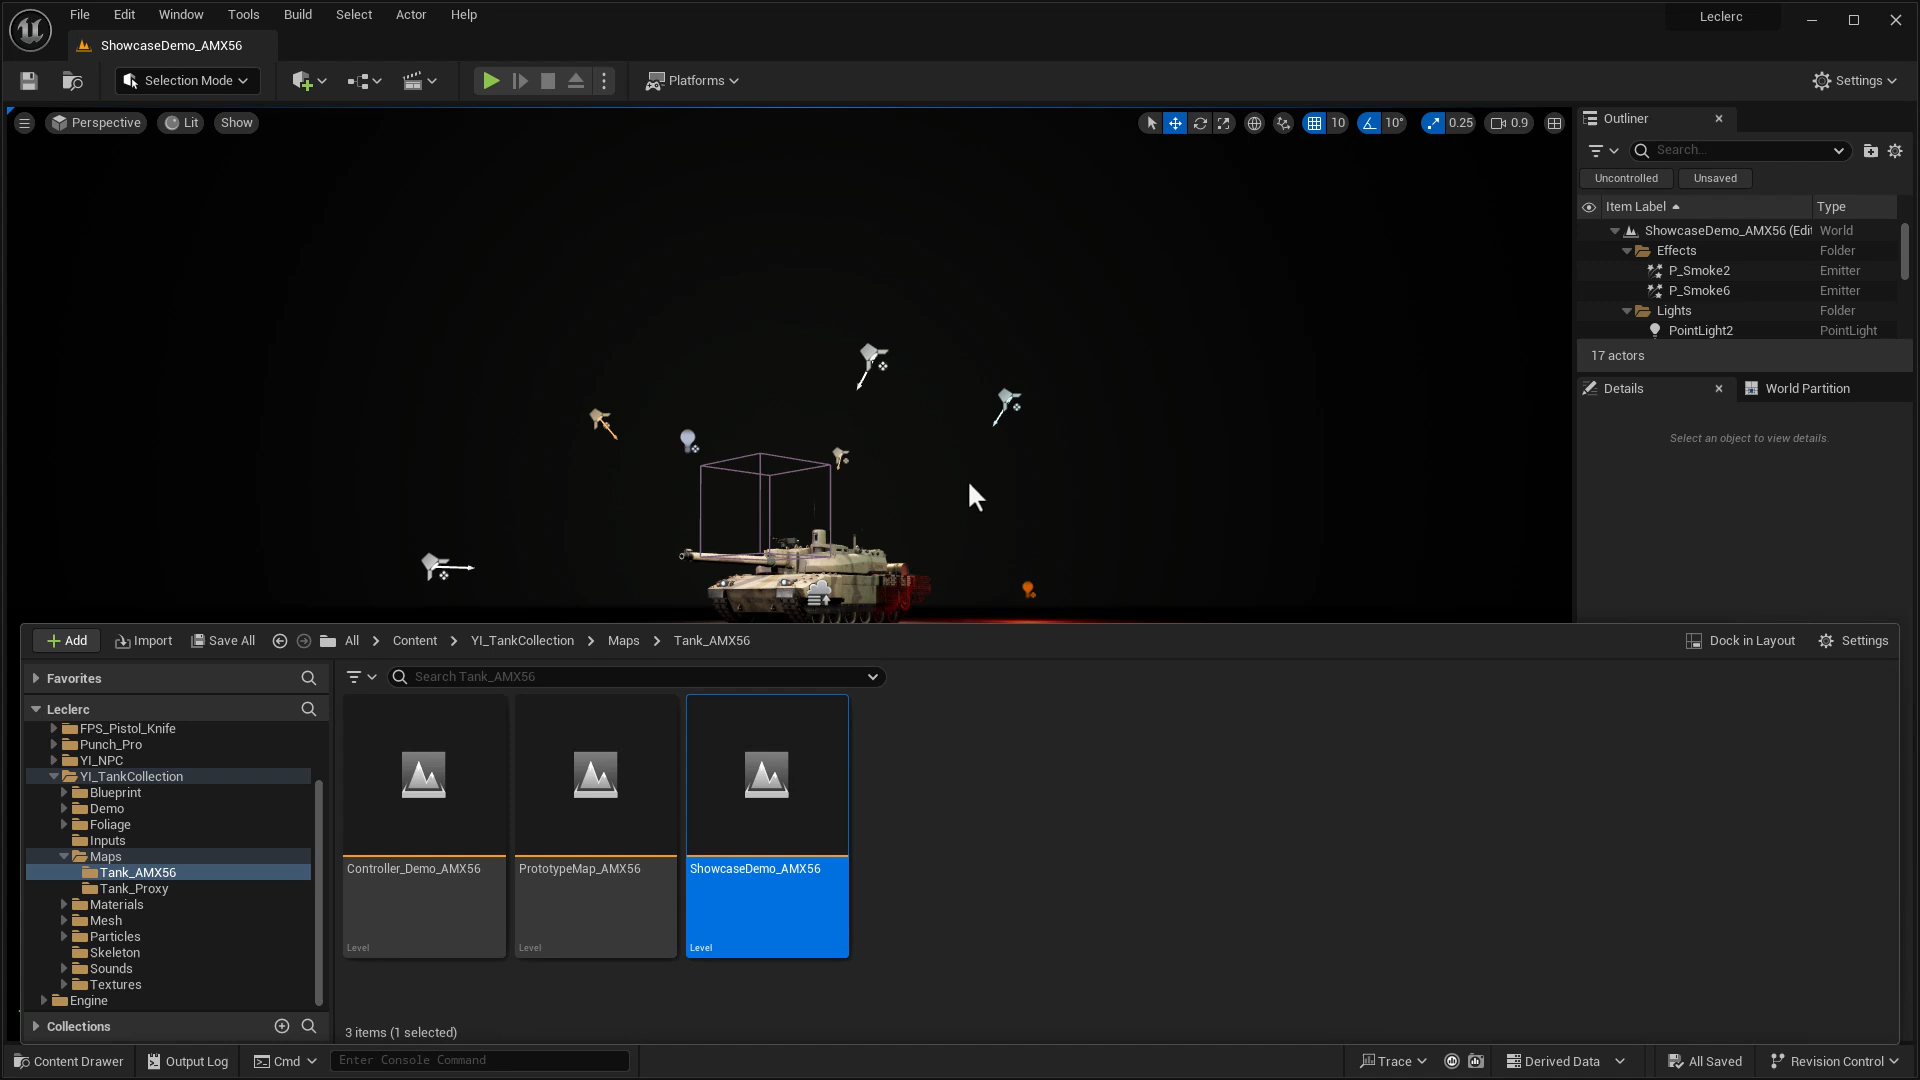 File Edit Window Tools Build Select Actor Help
Leclerc
ShowcaseDemo_AMX56
Selection Mode
Platforms
Settings
Perspective Lit Show
10 10° 0.25 0.9
Outliner
Search...
Uncontrolled Unsaved
Item Label Type
ShowcaseDemo_AMX56 (Edit World
Effects Folder
P_Smoke2 Emitter
P_Smoke6 Emitter
Lights Folder
PointLight2 PointLight
17 actors
Details World Partition
Select an object to view details.
Add Import Save All All Content YI_TankCollection Maps Tank_AMX56
Dock in Layout Settings
Favorites
Search Tank_AMX56
Leclerc
FPS_Pistol_Knife
Punch_Pro
YI_NPC
YI_TankCollection
Blueprint
Demo
Foliage
Inputs
Maps
Tank_AMX56
Tank_Proxy
Materials
Mesh
Particles
Skeleton
Sounds
Textures
Engine
Collections
Controller_Demo_AMX56
Level
PrototypeMap_AMX56
Level
ShowcaseDemo_AMX56
Level
3 items (1 selected)
Content Drawer Output Log Cmd Enter Console Command
Trace Derived Data All Saved Revision Control